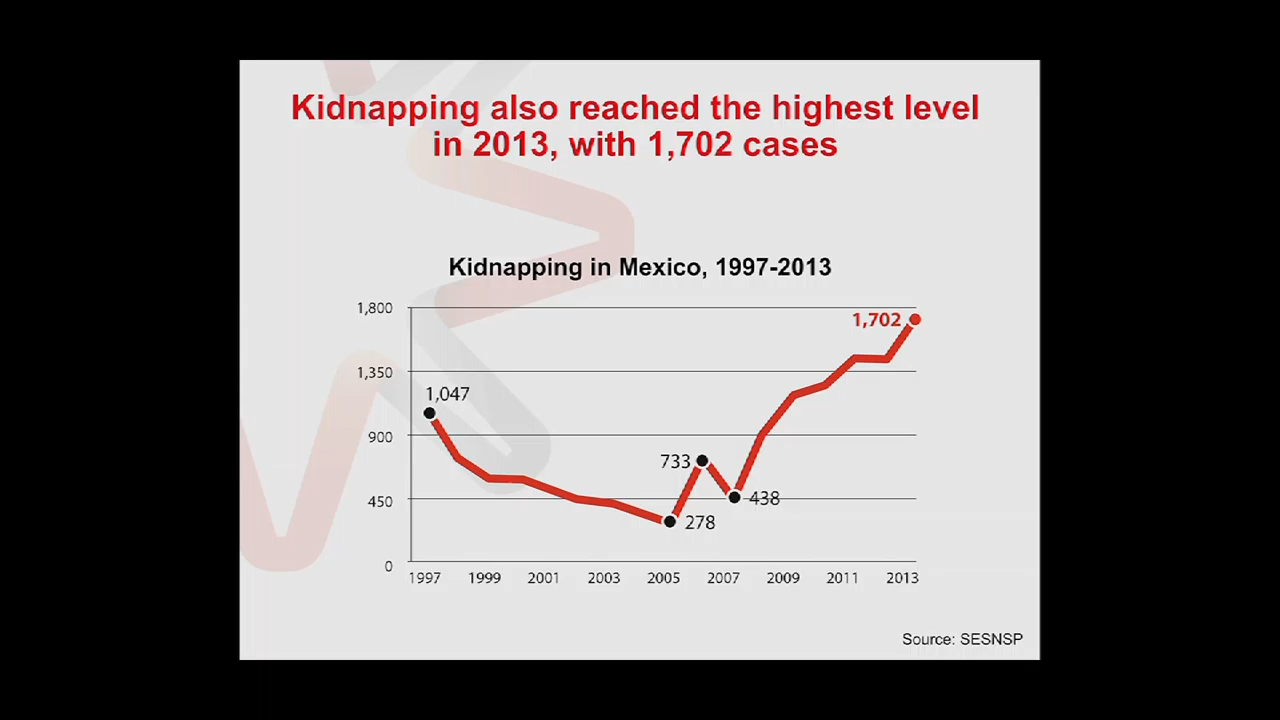 Kidnapping also reached the highest level
in 2013, with 1,702 cases
Kidnapping in Mexico, 1997-2013
1,800
1,350
900
450
0
1,047
733
278
438
1,702
1997 1999 2001 2003 2005 2007 2009 2011 2013
Source: SESNSP